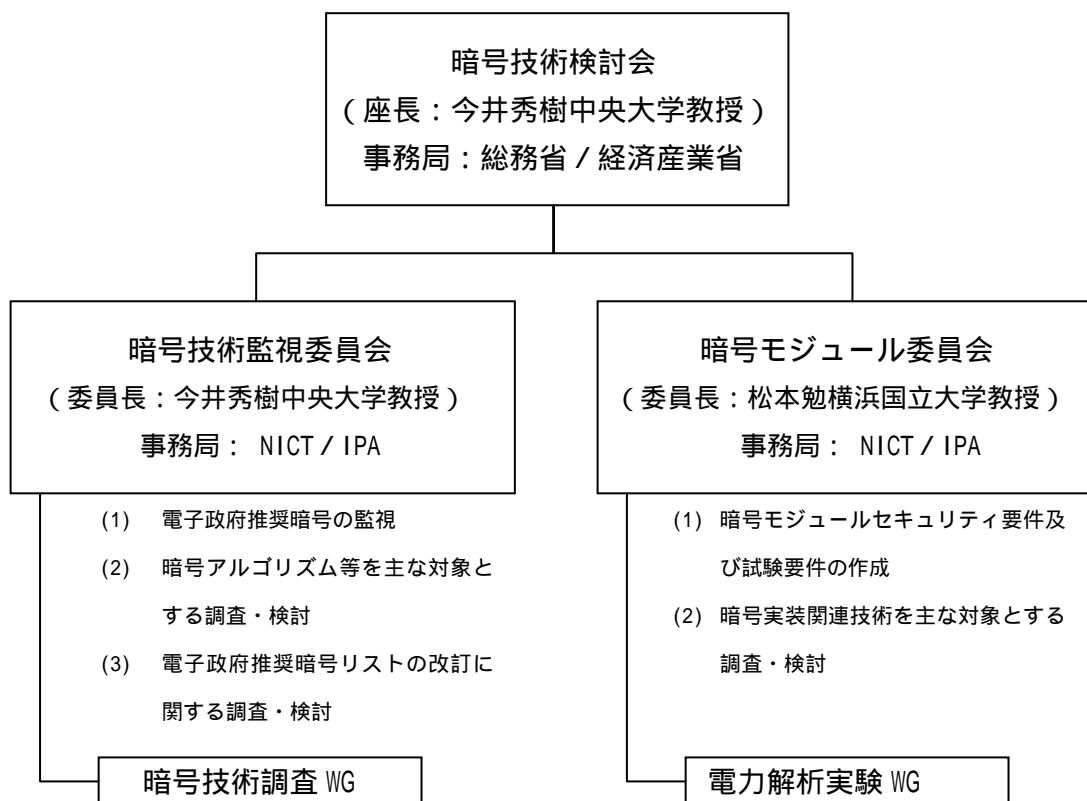 暗号技術検討会
(座長：今井秀樹中央大学教授)
事務局：総務省／経済産業省
暗号技術監視委員会
(委員長：今井秀樹中央大学教授)
事務局： NICT／IPA
(1) 電子政府推奨暗号の監視
(2) 暗号アルゴリズム等を主な対象と
する調査・検討
(3) 電子政府推奨暗号リストの改訂に
関する調査・検討
暗号技術調査 WG
暗号モジュール委員会
(委員長：松本勉横浜国立大学教授)
事務局： NICT／IPA
(1) 暗号モジュールセキュリティ要件及
び試験要件の作成
(2) 暗号実装関連技術を主な対象とする
調査・検討
電力解析実験 WG